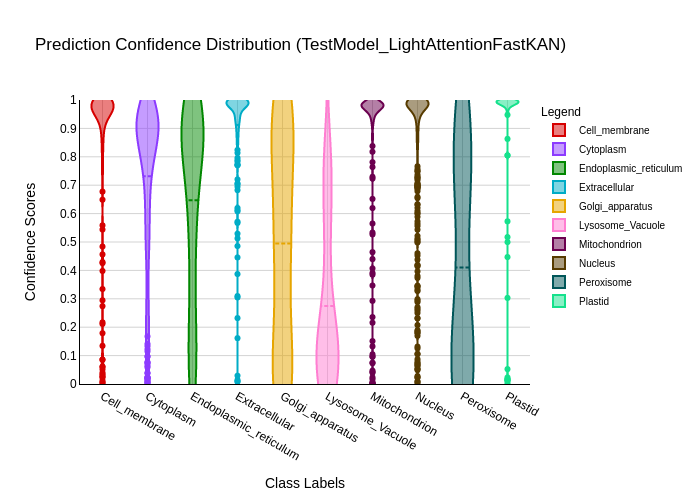 Prediction Confidence Distribution (TestModel_LightAttentionFastKAN)
Confidence Scores
1
0.9
0.8
0.7
0.6
0.5
0.4
0.3
0.2
0.1
0
Cell_membrane
Cytoplasm
Endoplasmic_reticulum
Extracellular
Golgi_apparatus
Lysosome_Vacuole
Mitochondrion
Nucleus
Peroxisome
Plastid
Class Labels
Legend
Cell_membrane
Cytoplasm
Endoplasmic_reticulum
Extracellular
Golgi_apparatus
Lysosome_Vacuole
Mitochondrion
Nucleus
Peroxisome
Plastid